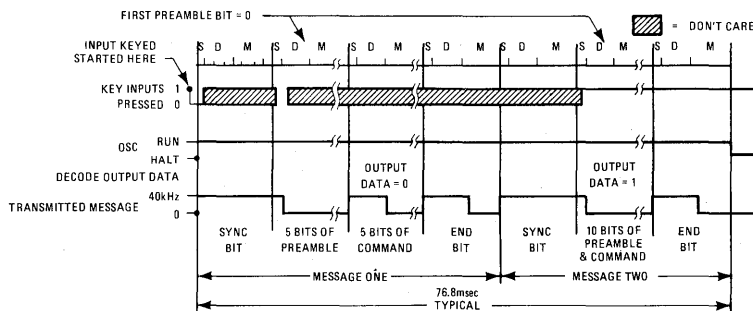 FIRST PREAMBLE BIT = 0
= DON'T CARE
INPUT KEYED
STARTED HERE
S D M S D M S D M S D M S D M S D M S D M
KEY INPUTS 1
PRESSED 0
OSC RUN
HALT
DECODE OUTPUT DATA
OUTPUT
DATA = 0
OUTPUT
DATA = 1
40kHz
TRANSMITTED MESSAGE
0
SYNC
BIT
5 BITS OF
PREAMBLE
5 BITS OF
COMMAND
END
BIT
SYNC
BIT
10 BITS OF
PREAMBLE
& COMMAND
END
BIT
MESSAGE ONE
MESSAGE TWO
76.8msec
TYPICAL